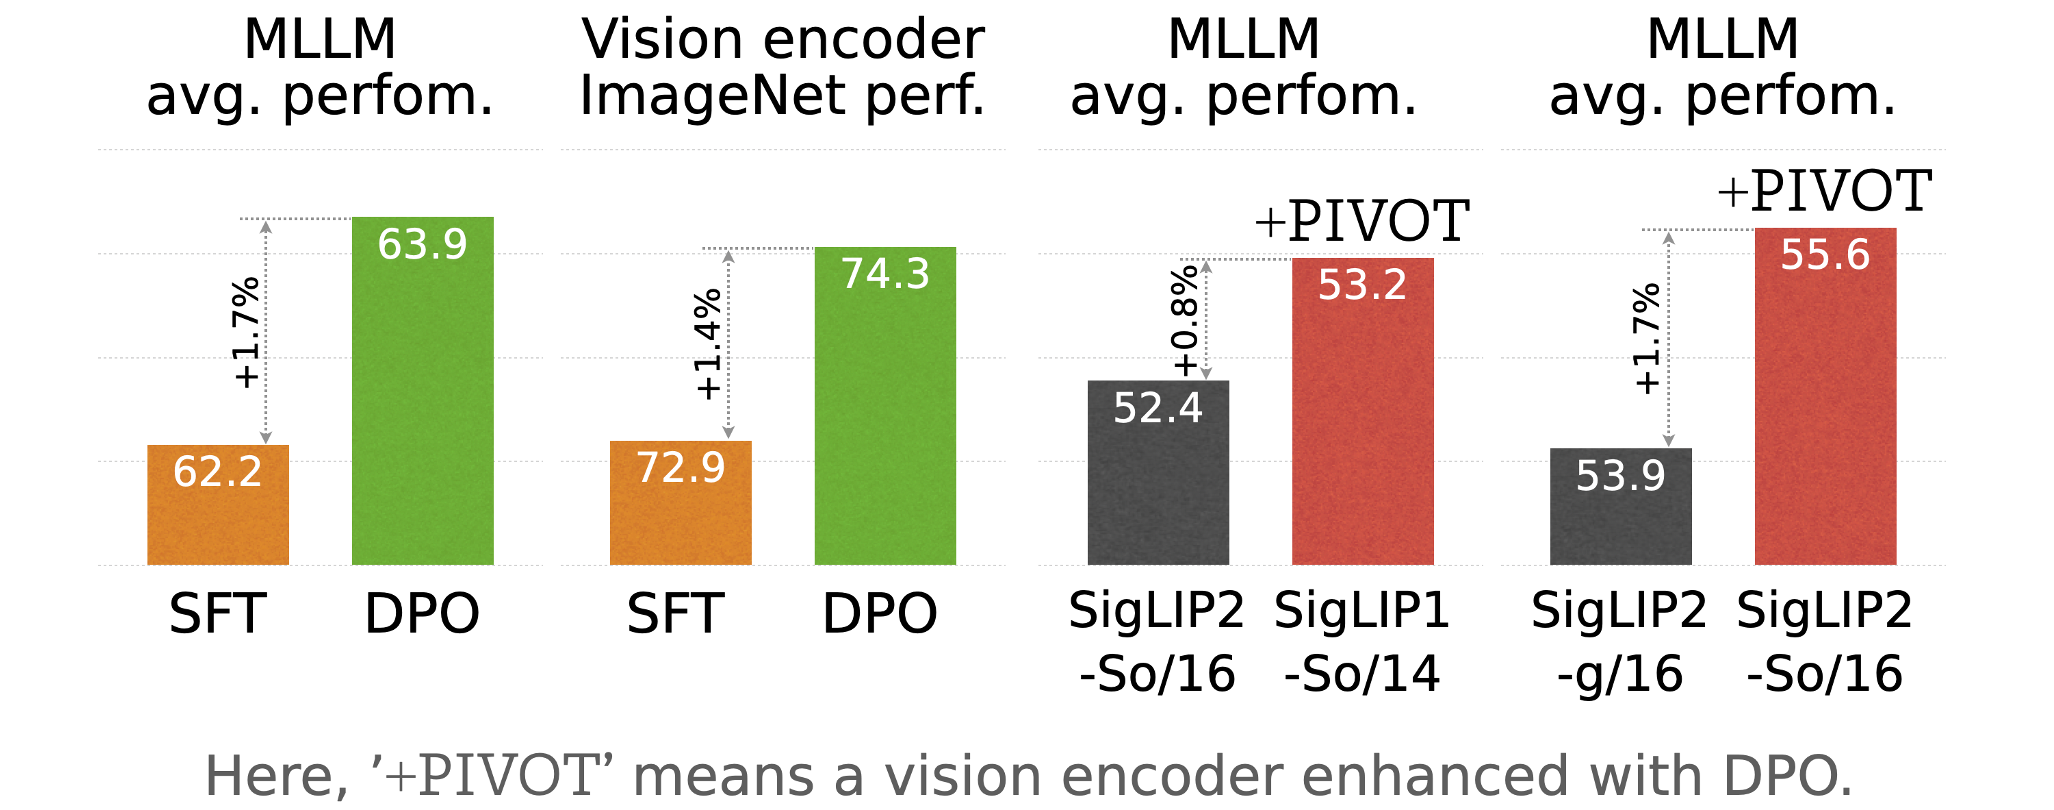 MLLM
avg. perfom.
Vision encoder
ImageNet perf.
MLLM
avg. perfom.
MLLM
avg. perfom.
+1.7%
62.2
63.9
SFT
DPO
+1.4%
72.9
74.3
SFT
DPO
+PIVOT
+0.8%
52.4
53.2
SigLIP2
-So/16
SigLIP1
-So/14
+PIVOT
+1.7%
53.9
55.6
SigLIP2
-g/16
SigLIP2
-So/16
Here, ’+PIVOT’ means a vision encoder enhanced with DPO.